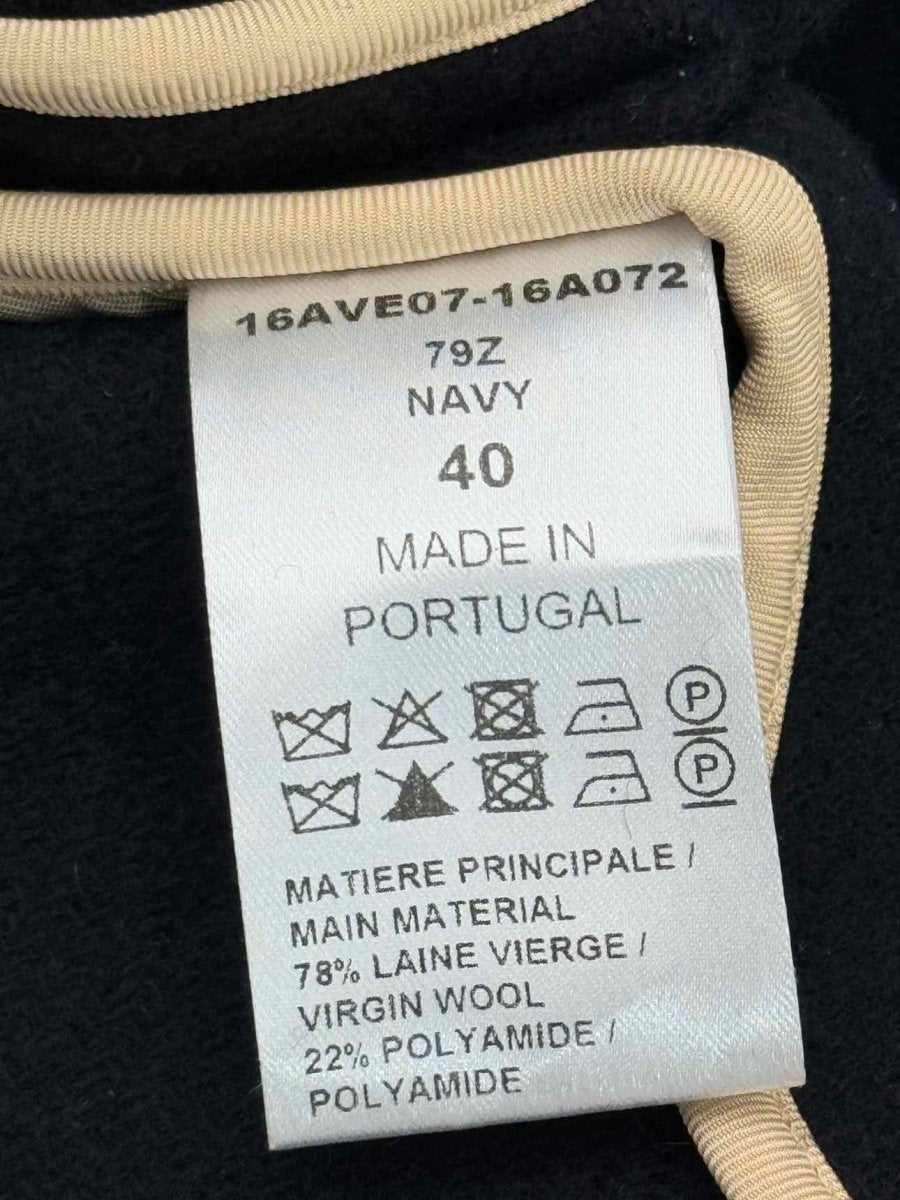 16AVE07-16A072
79Z
NAVY
40
MADE IN
PORTUGAL
P
P
MATIERE PRINCIPALE /
MAIN MATERIAL
78% LAINE VIERGE /
VIRGIN WOOL
22% POLYAMIDE /
POLYAMIDE